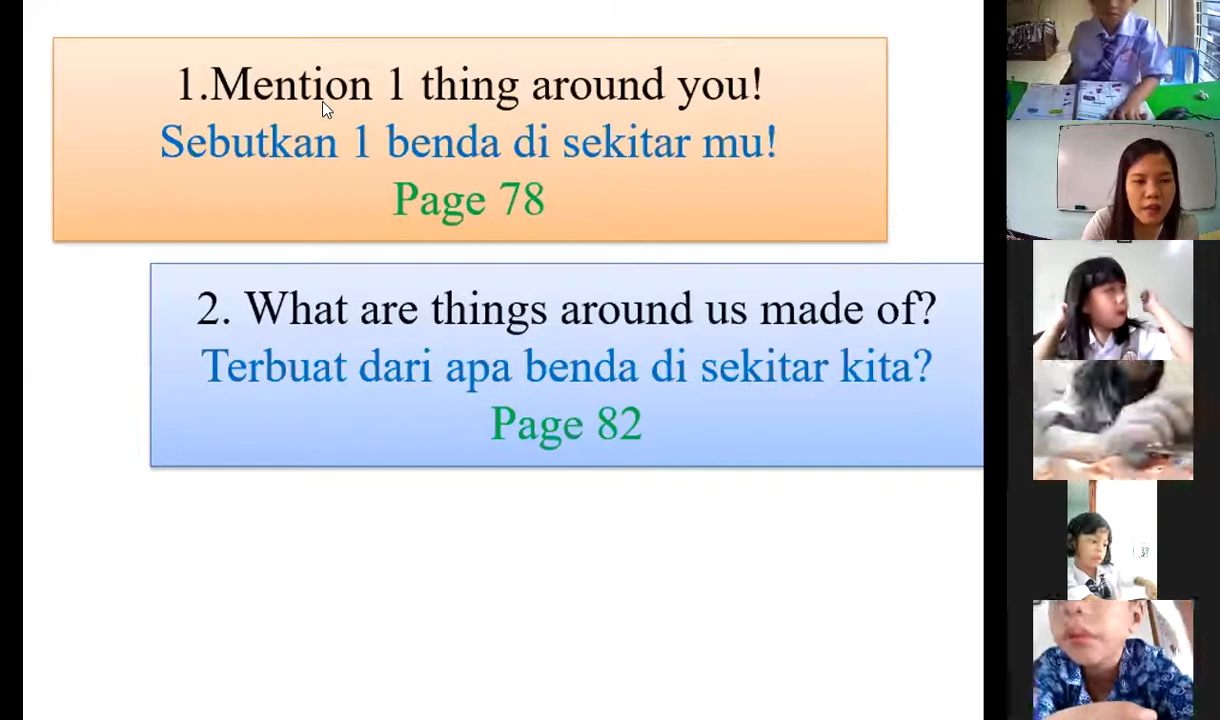 1.Mention 1 thing around you!
Sebutkan 1 benda di sekitar mu!
Page 78
2. What are things around us made of?
Terbuat dari apa benda di sekitar kita?
Page 82